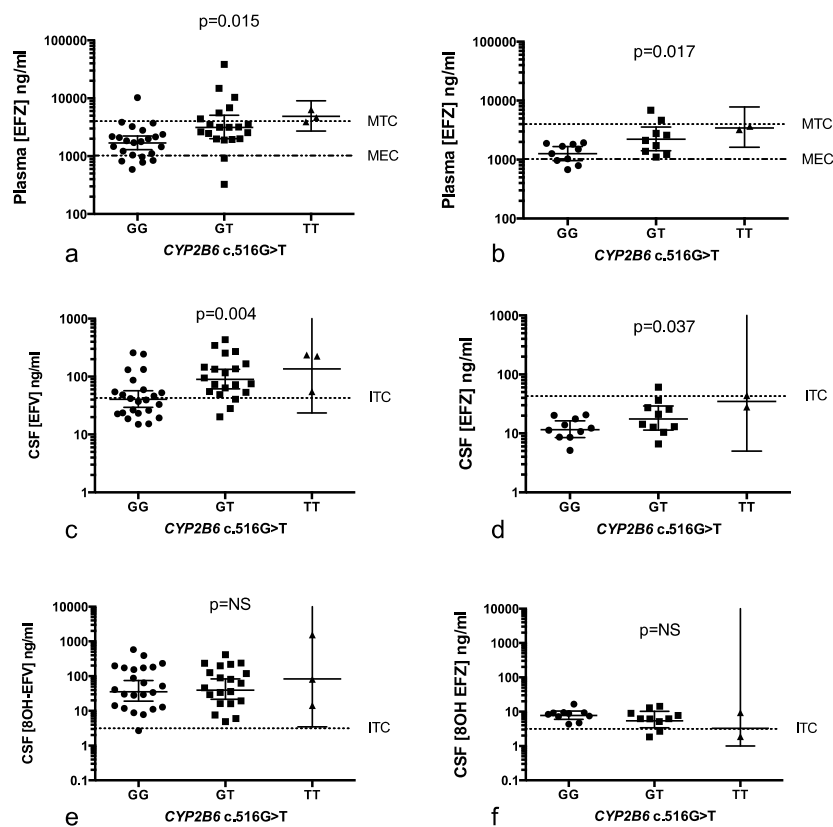 p=0.015
100000
10000
1000
100
Plasma [EFZ] ng/ml
MTC
MEC
GG GT TT
CYP2B6 c.516G>T
a
p=0.017
100000
10000
1000
100
Plasma [EFZ] ng/ml
MTC
MEC
GG GT TT
CYP2B6 c.516G>T
b
p=0.004
1000
100
10
1
CSF [EFV] ng/ml
ITC
GG GT TT
CYP2B6 c.516G>T
c
p=0.037
1000
100
10
1
CSF [EFZ] ng/ml
ITC
GG GT TT
CYP2B6 c.516G>T
d
p=NS
10000
1000
100
10
1
0.1
CSF [8OH-EFV] ng/ml
ITC
GG GT TT
CYP2B6 c.516G>T
e
p=NS
10000
1000
100
10
1
0.1
CSF [8OH EFZ] ng/ml
ITC
GG GT TT
CYP2B6 c.516G>T
f